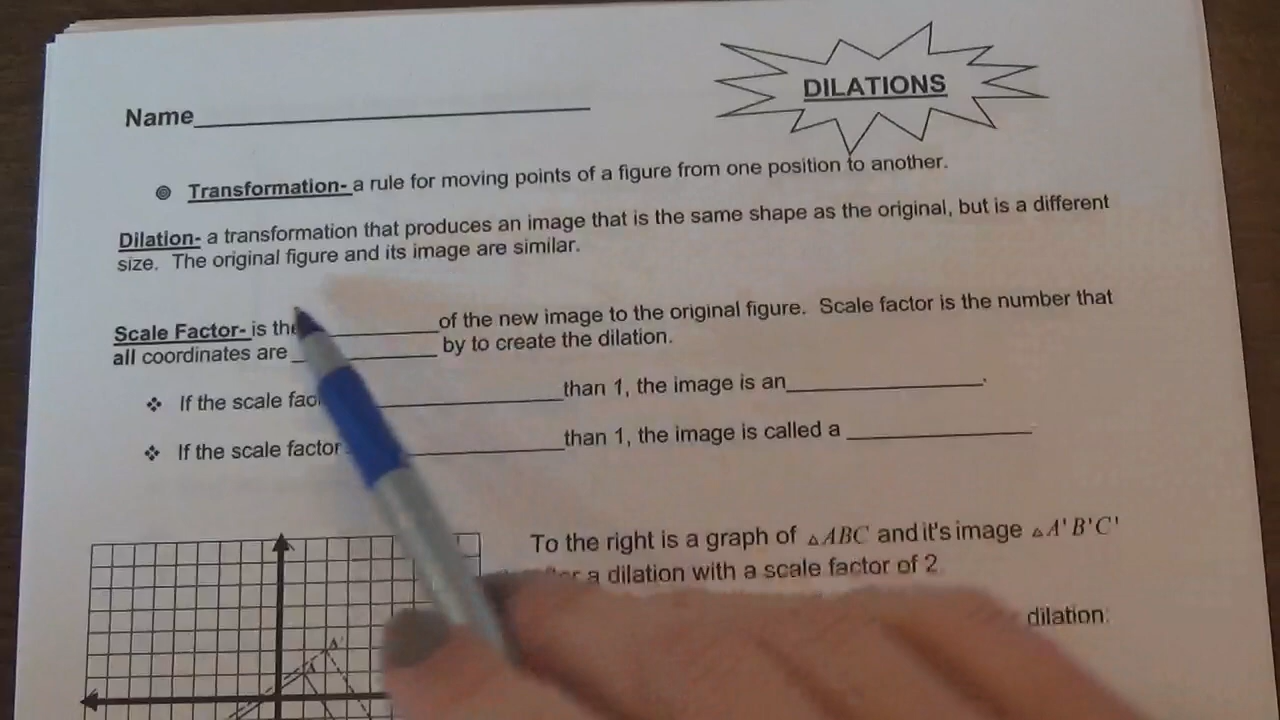 DILATIONS
Name
Transformation- a rule for moving points of a figure from one position to another.
Dilation- a transformation that produces an image that is the same shape as the original, but is a different
size. The original figure and its image are similar.
Scale Factor- is the of the new image to the original figure. Scale factor is the number that
all coordinates are by to create the dilation.
If the scale than 1, the image is an .
If the scale factor than 1, the image is called a
To the right is a graph of △ABC and it's image △A'B'C'
a dilation with a scale factor of 2
dilation:
A'
A